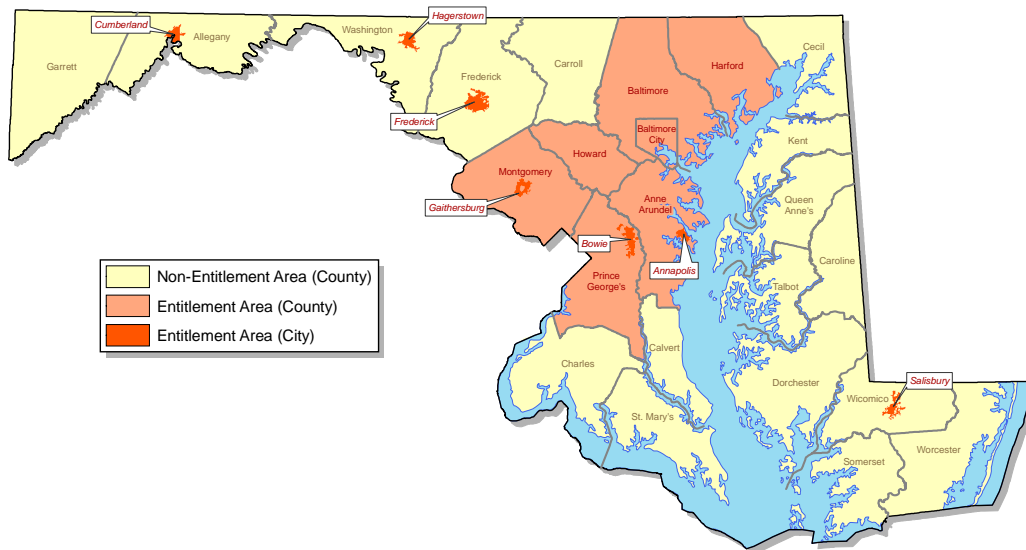 Hagerstown
Cumberland
Washington
Allegany
Garrett
Cecil
Harford
Carroll
Frederick
Baltimore
Frederick
Baltimore
City
Kent
Howard
Montgomery
Anne
Arundel
Queen
Anne's
Gaithersburg
Bowie
Caroline
Annapolis
Prince
George's
Talbot
Non-Entitlement Area (County)
Entitlement Area (County)
Entitlement Area (City)
Calvert
Charles
Salisbury
Dorchester
Wicomico
St. Mary's
Worcester
Somerset